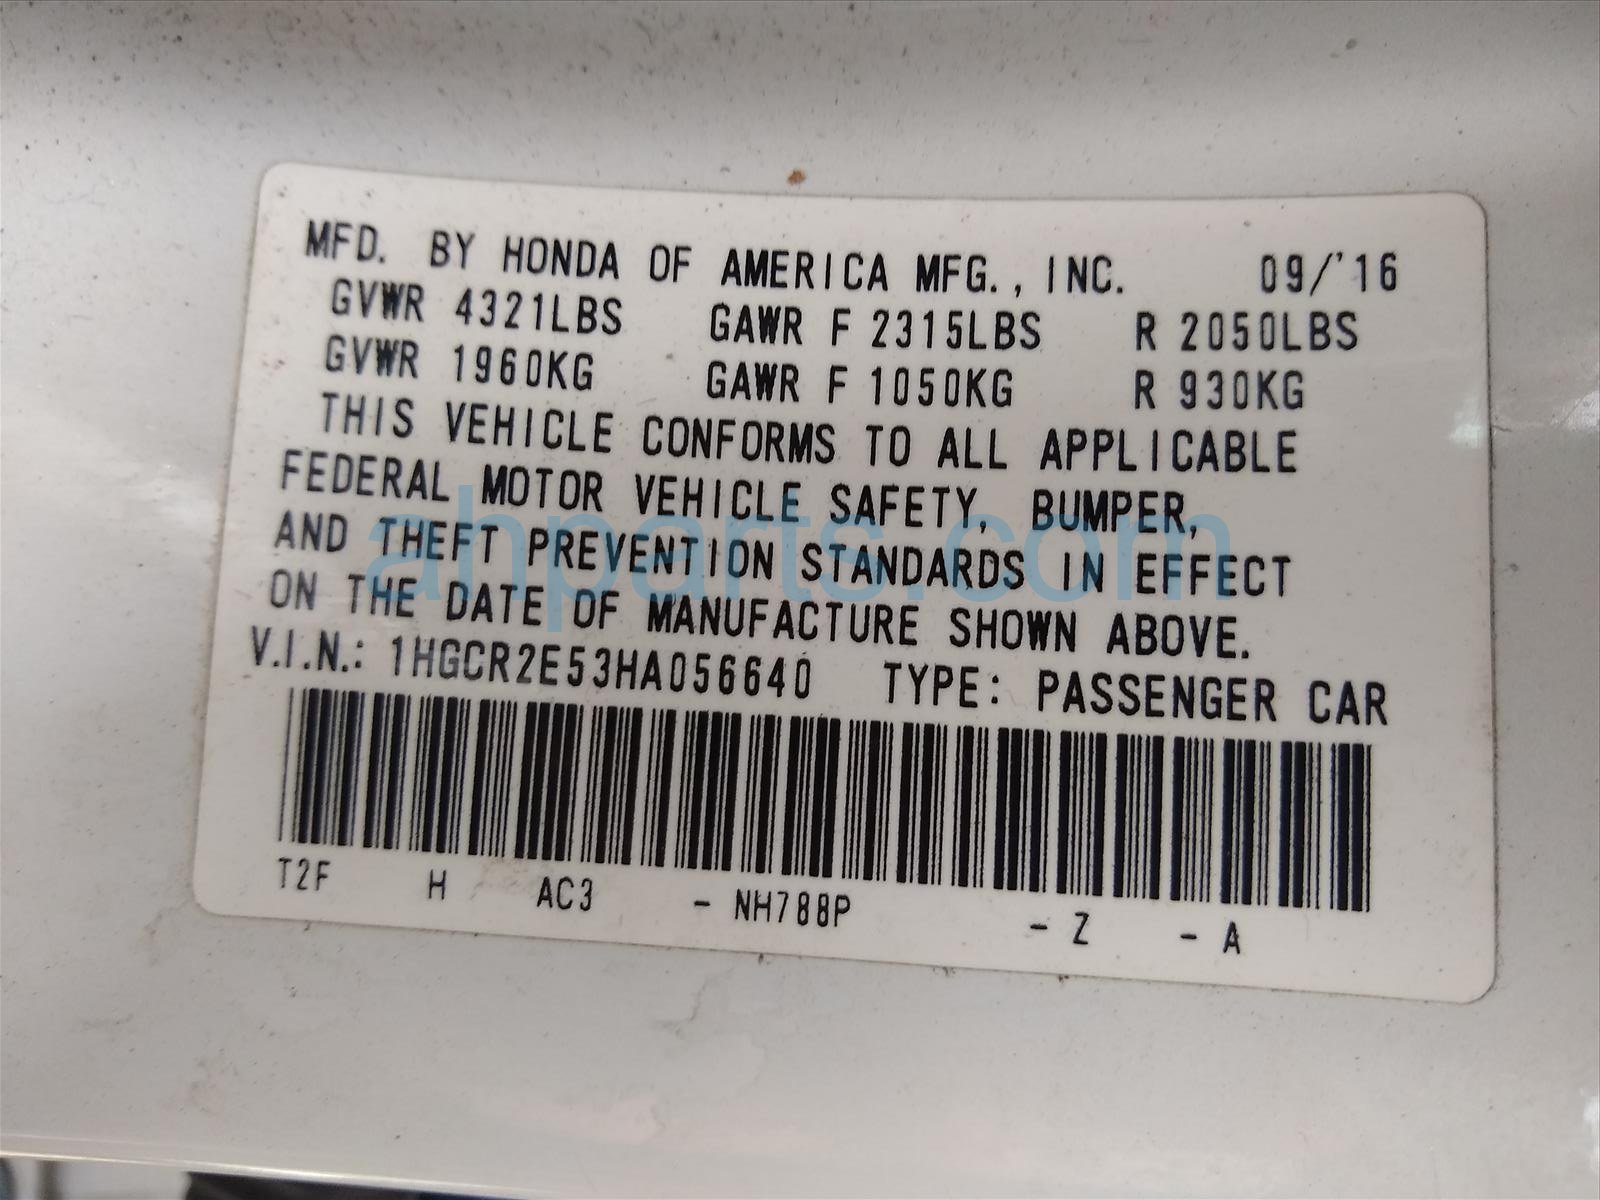 MFD. BY HONDA OF AMERICA MFG., INC. 09/'16
GVWR 4321LBS GAWR F 2315LBS R 2050LBS
GVWR 1960KG GAWR F 1050KG R 930KG
THIS VEHICLE CONFORMS TO ALL APPLICABLE
FEDERAL MOTOR VEHICLE SAFETY, BUMPER,
AND THEFT PREVENTION STANDARDS IN EFFECT
ON THE DATE OF MANUFACTURE SHOWN ABOVE.
V.I.N.: 1HGCR2E53HA056640 TYPE: PASSENGER CAR
T2F H AC3 - NH788P - Z - A
ahparts.com